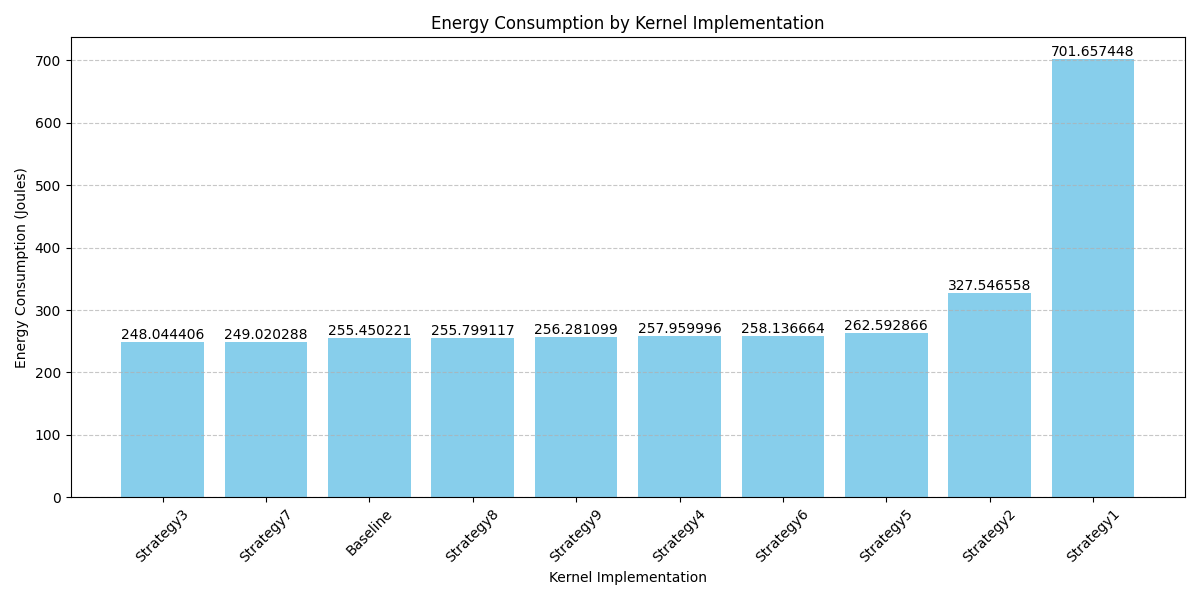 Energy Consumption by Kernel Implementation
Energy Consumption (Joules)
700
600
500
400
300
200
100
0
248.044406
249.020288
255.450221
255.799117
256.281099
257.959996
258.136664
262.592866
327.546558
701.657448
Strategy3
Strategy7
Baseline
Strategy8
Strategy9
Strategy4
Strategy6
Strategy5
Strategy2
Strategy1
Kernel Implementation